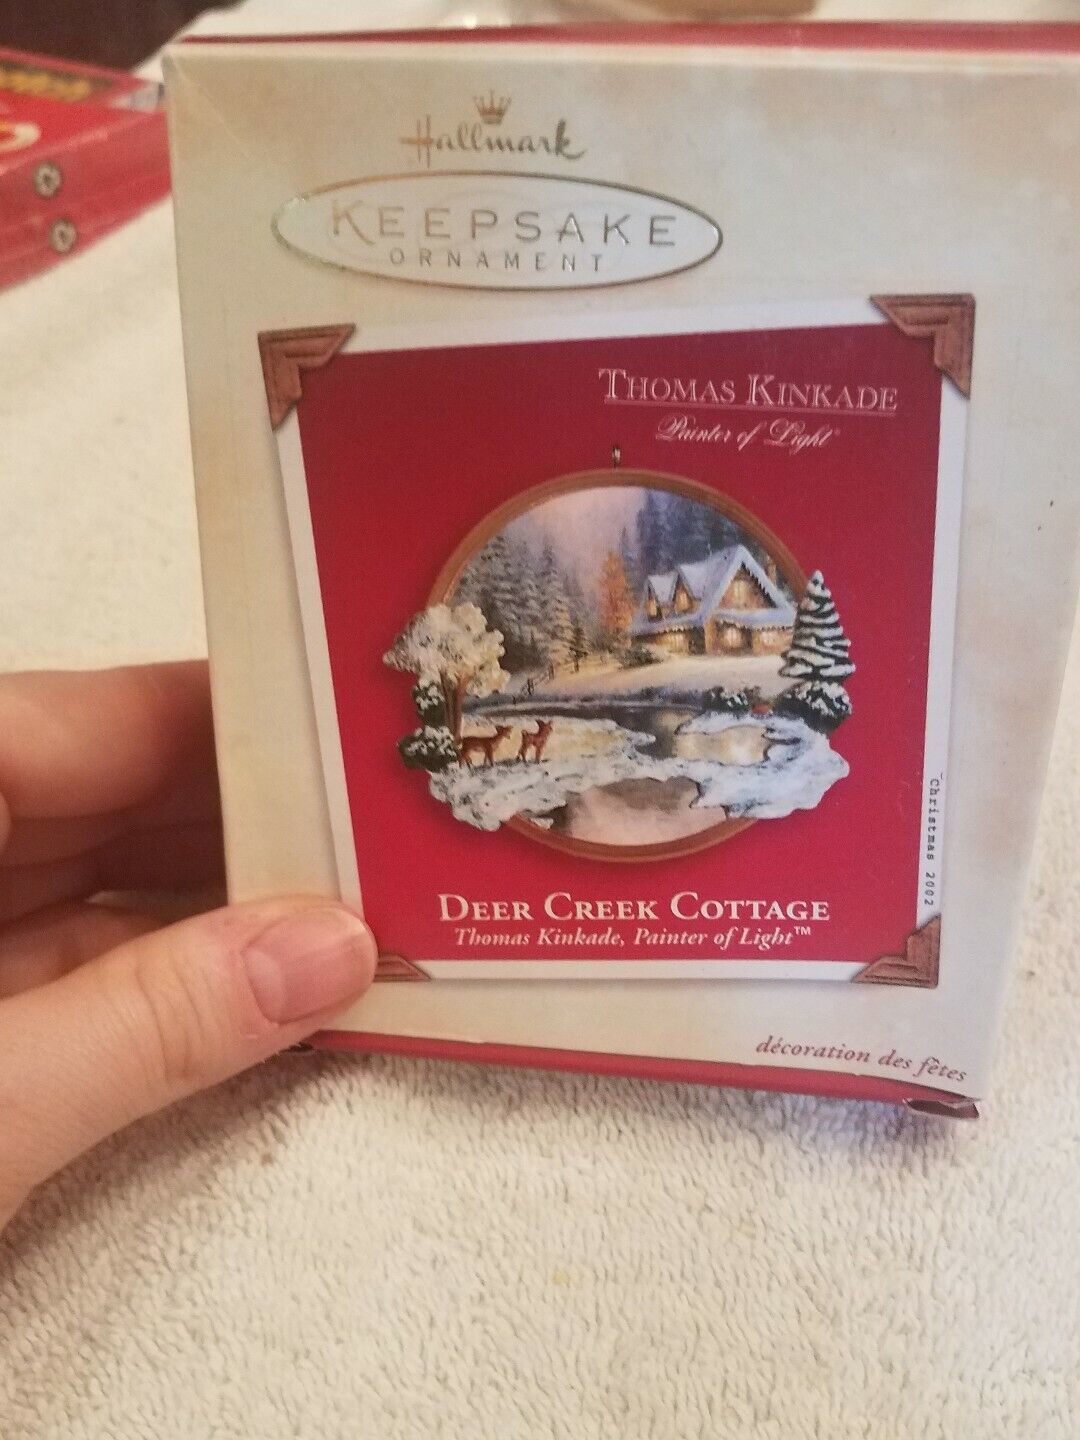 Hallmark
KEEPSAKE
ORNAMENT
THOMAS KINKADE
Painter of Light
Christmas 2002
DEER CREEK COTTAGE
Thomas Kinkade, Painter of Light™
décoration des fêtes